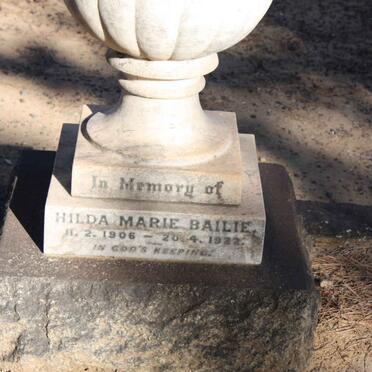 In Memory of
HILDA MARIE BAILIE
11. 2. 1906 — 20. 4. 1922.
IN GOD'S KEEPING.